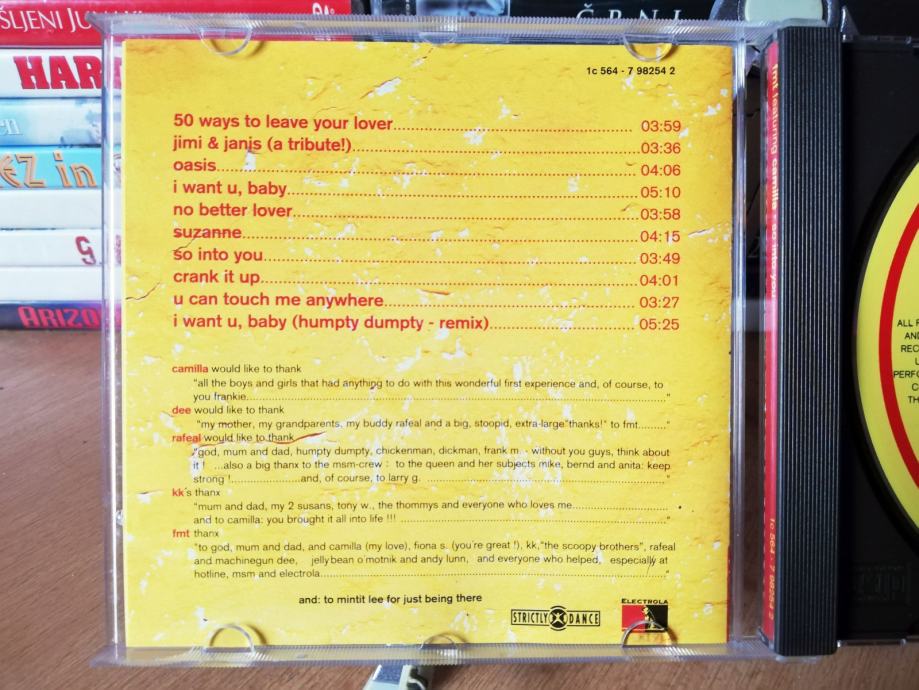 ŠLJENI
HAR
EZ in
ARIZO
1c 564 - 7 98254 2
50 ways to leave your lover........ 03:59
jimi & janis (a tribute!)........ 03:36
oasis........ 04:06
i want u, baby........ 05:10
no better lover........ 03:58
suzanne........ 04:15
so into you........ 03:49
crank it up........ 04:01
u can touch me anywhere........ 03:27
i want u, baby (humpty dumpty - remix)........ 05:25
camilla would like to thank
"all the boys and girls that had anything to do with this wonderful first experience and, of course, to
you frankie........"
dee would like to thank
"my mother, my grandparents, my buddy rafeal and a big, stoopid, extra-large"thanks!" to fmt........"
rafeal would like to thank
"god, mum and dad, humpty dumpty, chickenman, dickman, frank m. - without you guys, think about
it ! ...also a big thanx to the msm-crew : to the queen and her subjects mike, bernd and anita: keep
strong !........and, of course, to larry g. "
kk's thanx
"mum and dad, my 2 susans, tony w., the thommys and everyone who loves me........
and to camilla: you brought it all into life !!! ........"
fmt thanx
"to god, mum and dad, and camilla (my love), fiona s. (you're great !), kk,"the scoopy brothers", rafeal
and machinegun dee, jellybean o'motnik and andy lunn, and everyone who helped, especially at
hotline, msm and electrola........"
and: to mintit lee for just being there
STRICTLY DANCE
ELECTROLA
fmt featuring camilla · so into you
1c 564 - 7 98254 2
ALL
AN
REC
U
PERFO
C
TH